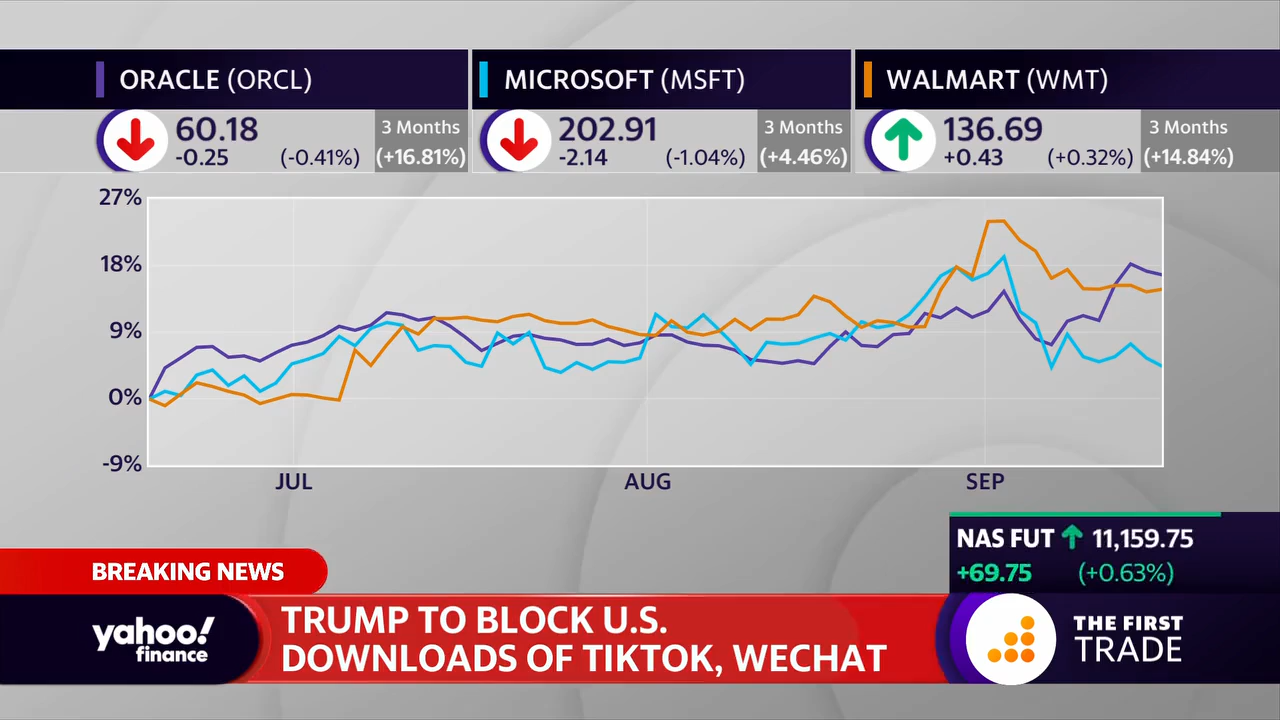 ORACLE (ORCL)
60.18
-0.25 (-0.41%)
3 Months
(+16.81%)
MICROSOFT (MSFT)
202.91
-2.14 (-1.04%)
3 Months
(+4.46%)
WALMART (WMT)
136.69
+0.43 (+0.32%)
3 Months
(+14.84%)
27%
18%
9%
0%
-9%
JUL AUG SEP
NAS FUT 11,159.75
+69.75 (+0.63%)
BREAKING NEWS
yahoo!
finance
TRUMP TO BLOCK U.S.
DOWNLOADS OF TIKTOK, WECHAT
THE FIRST
TRADE